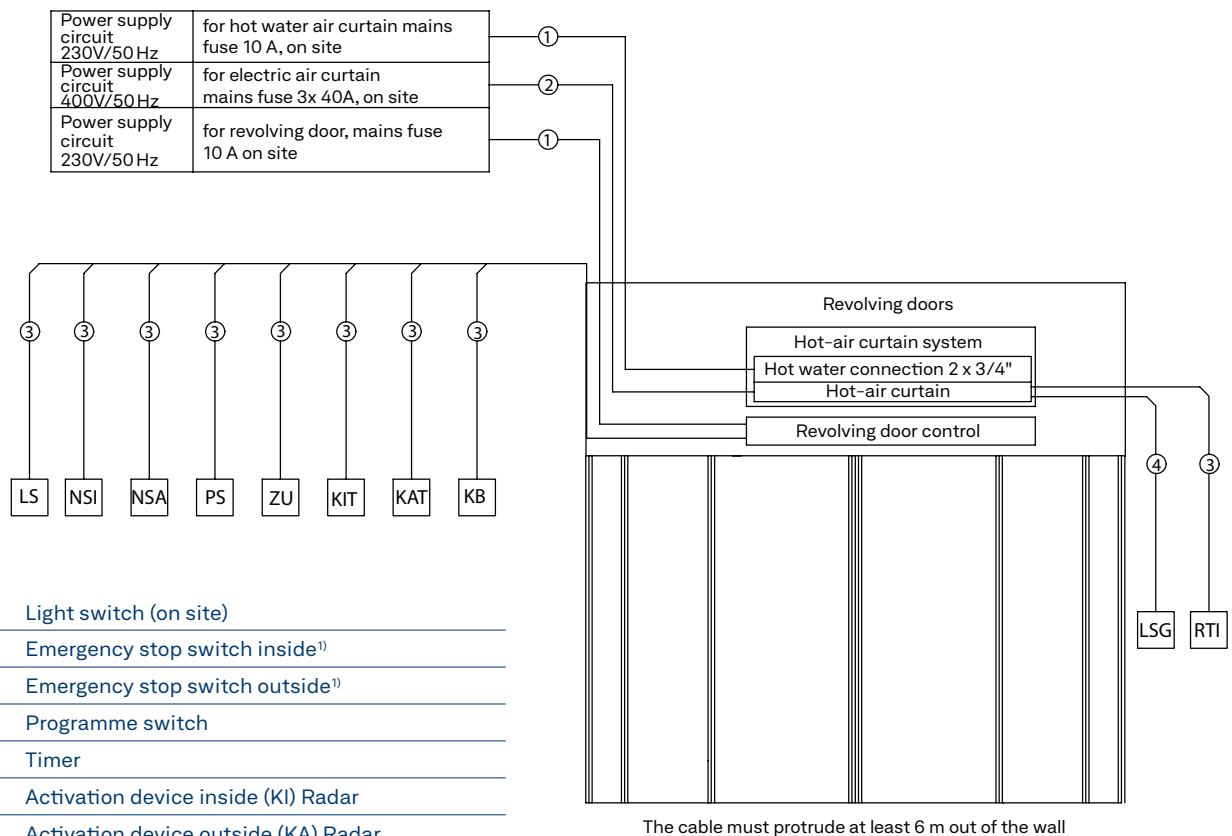 Power supply
circuit
230V/50 Hz
for hot water air curtain mains
fuse 10 A, on site
1
Power supply
circuit
400V/50 Hz
for electric air curtain
mains fuse 3x 40A, on site
2
Power supply
circuit
230V/50 Hz
for revolving door, mains fuse
10 A on site
1
Revolving doors
Hot-air curtain system
Hot water connection 2 x 3/4"
Hot-air curtain
Revolving door control
3 3 3 3 3 3 3 3
4 3
LS NSI NSA PS ZU KIT KAT KB
LSG RTI
Light switch (on site)
Emergency stop switch inside1)
Emergency stop switch outside1)
Programme switch
Timer
Activation device inside (KI) Radar
Activation device outside (KA) Radar
The cable must protrude at least 6 m out of the wall